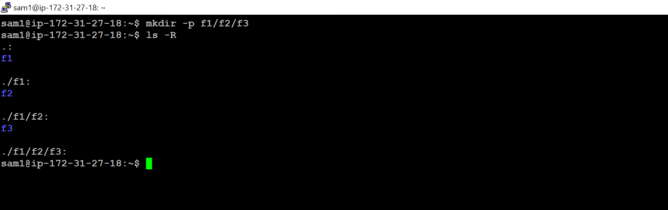 sam1@ip-172-31-27-18: ~
sam1@ip-172-31-27-18:~$ mkdir -p f1/f2/f3
sam1@ip-172-31-27-18:~$ ls -R
.:
f1
./f1:
f2
./f1/f2:
f3
./f1/f2/f3:
sam1@ip-172-31-27-18:~$